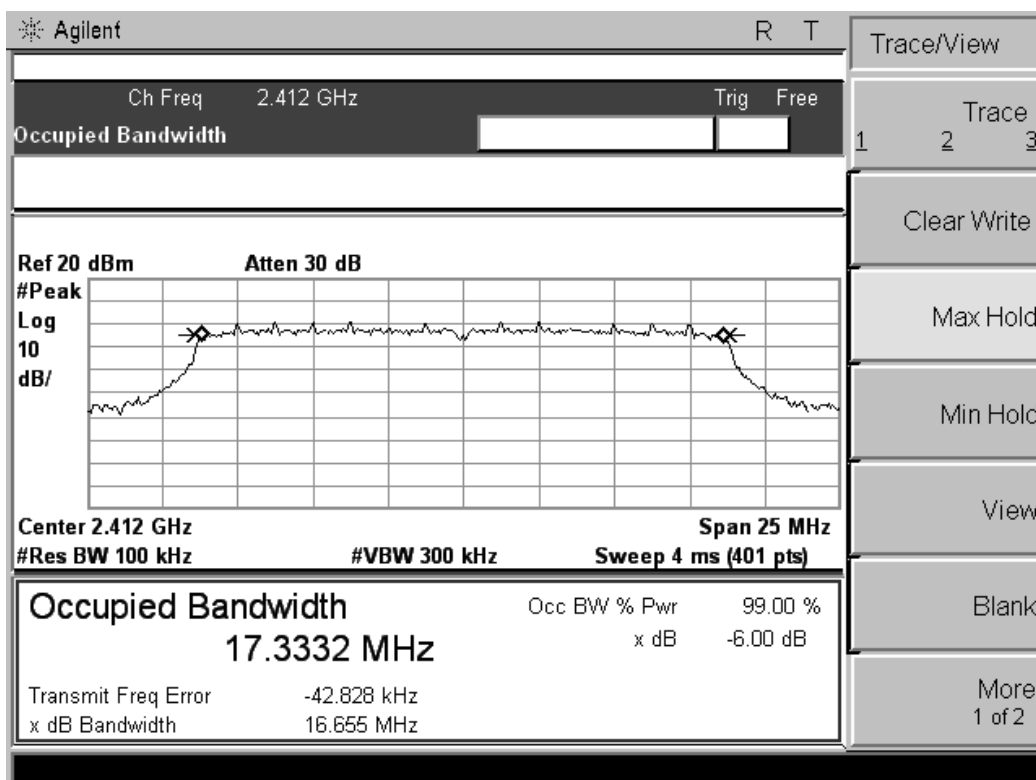 Agilent R T
Ch Freq 2.412 GHz Trig Free
Occupied Bandwidth
Ref 20 dBm Atten 30 dB
#Peak
Log
10
dB/
Center 2.412 GHz Span 25 MHz
#Res BW 100 kHz #VBW 300 kHz Sweep 4 ms (401 pts)
Occupied Bandwidth Occ BW % Pwr 99.00 %
17.3332 MHz x dB -6.00 dB
Transmit Freq Error -42.828 kHz
x dB Bandwidth 16.655 MHz
Trace/View
Trace
1 2 3
Clear Write
Max Hold
Min Hold
View
Blank
More
1 of 2